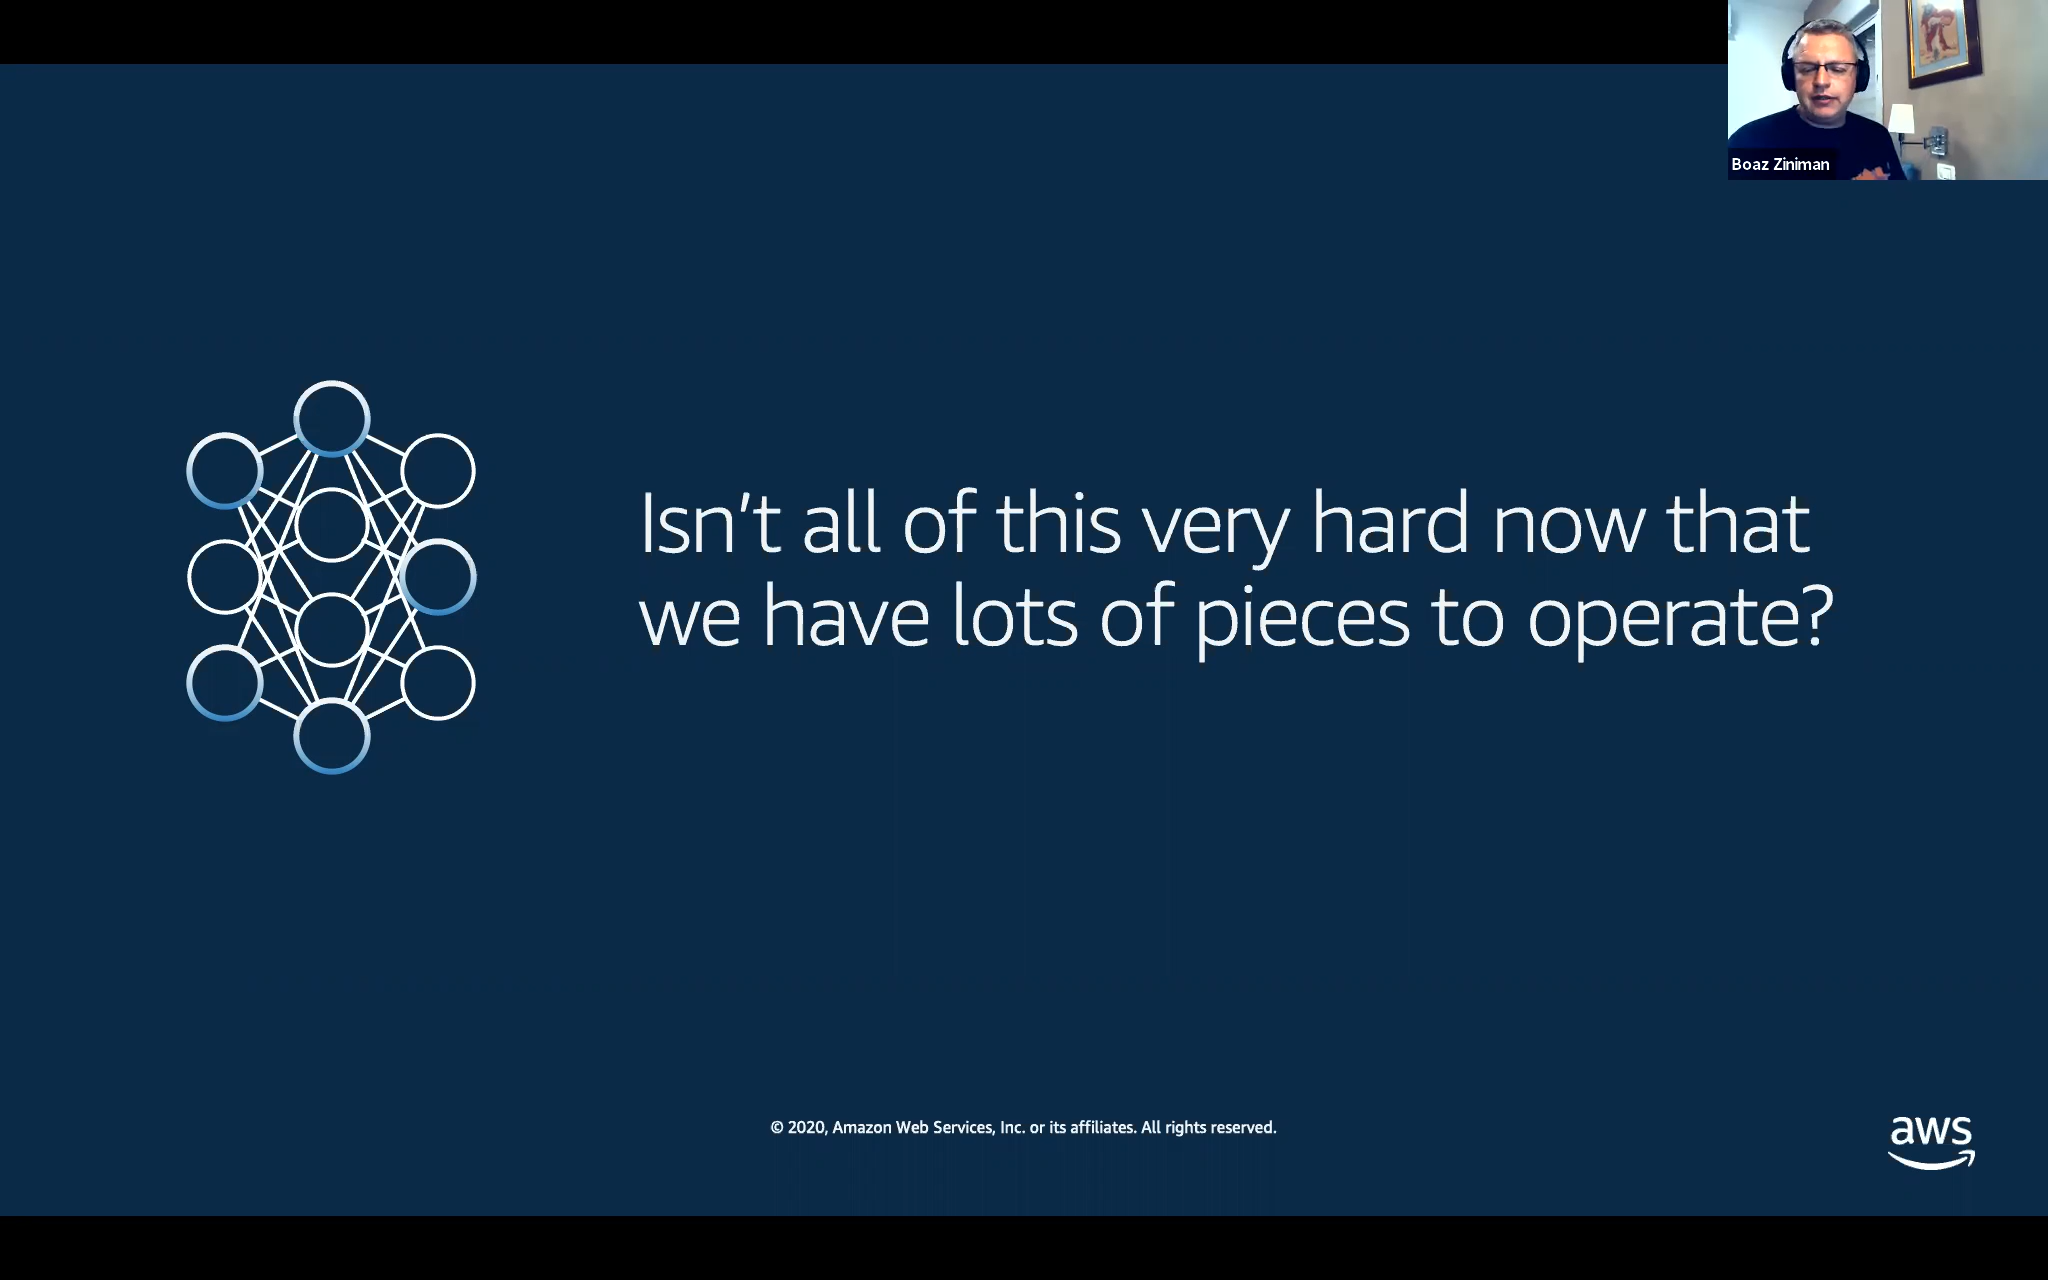 Boaz Ziniman
Isn’t all of this very hard now that
we have lots of pieces to operate?
© 2020, Amazon Web Services, Inc. or its affiliates. All rights reserved.
aws